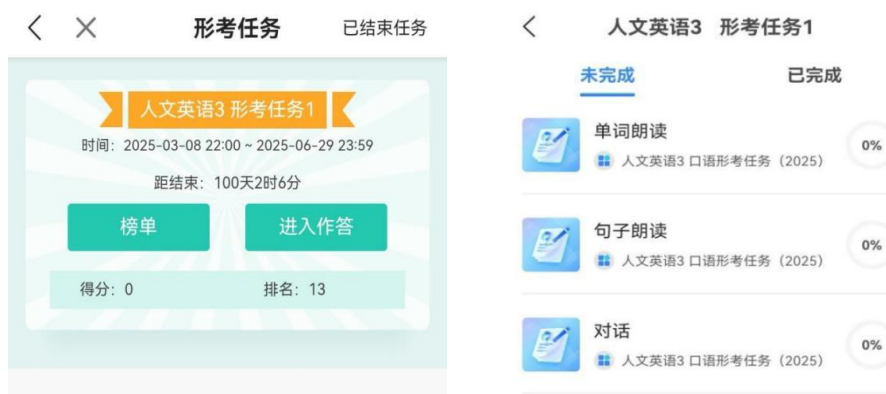 形考任务
已结束任务
人文英语3 形考任务1
时间：2025-03-08 22:00 ~ 2025-06-29 23:59
距结束：100天2时6分
榜单
进入作答
得分：0
排名：13
人文英语3 形考任务1
未完成
已完成
单词朗读
人文英语3 口语形考任务（2025）
0%
句子朗读
人文英语3 口语形考任务（2025）
0%
对话
人文英语3 口语形考任务（2025）
0%